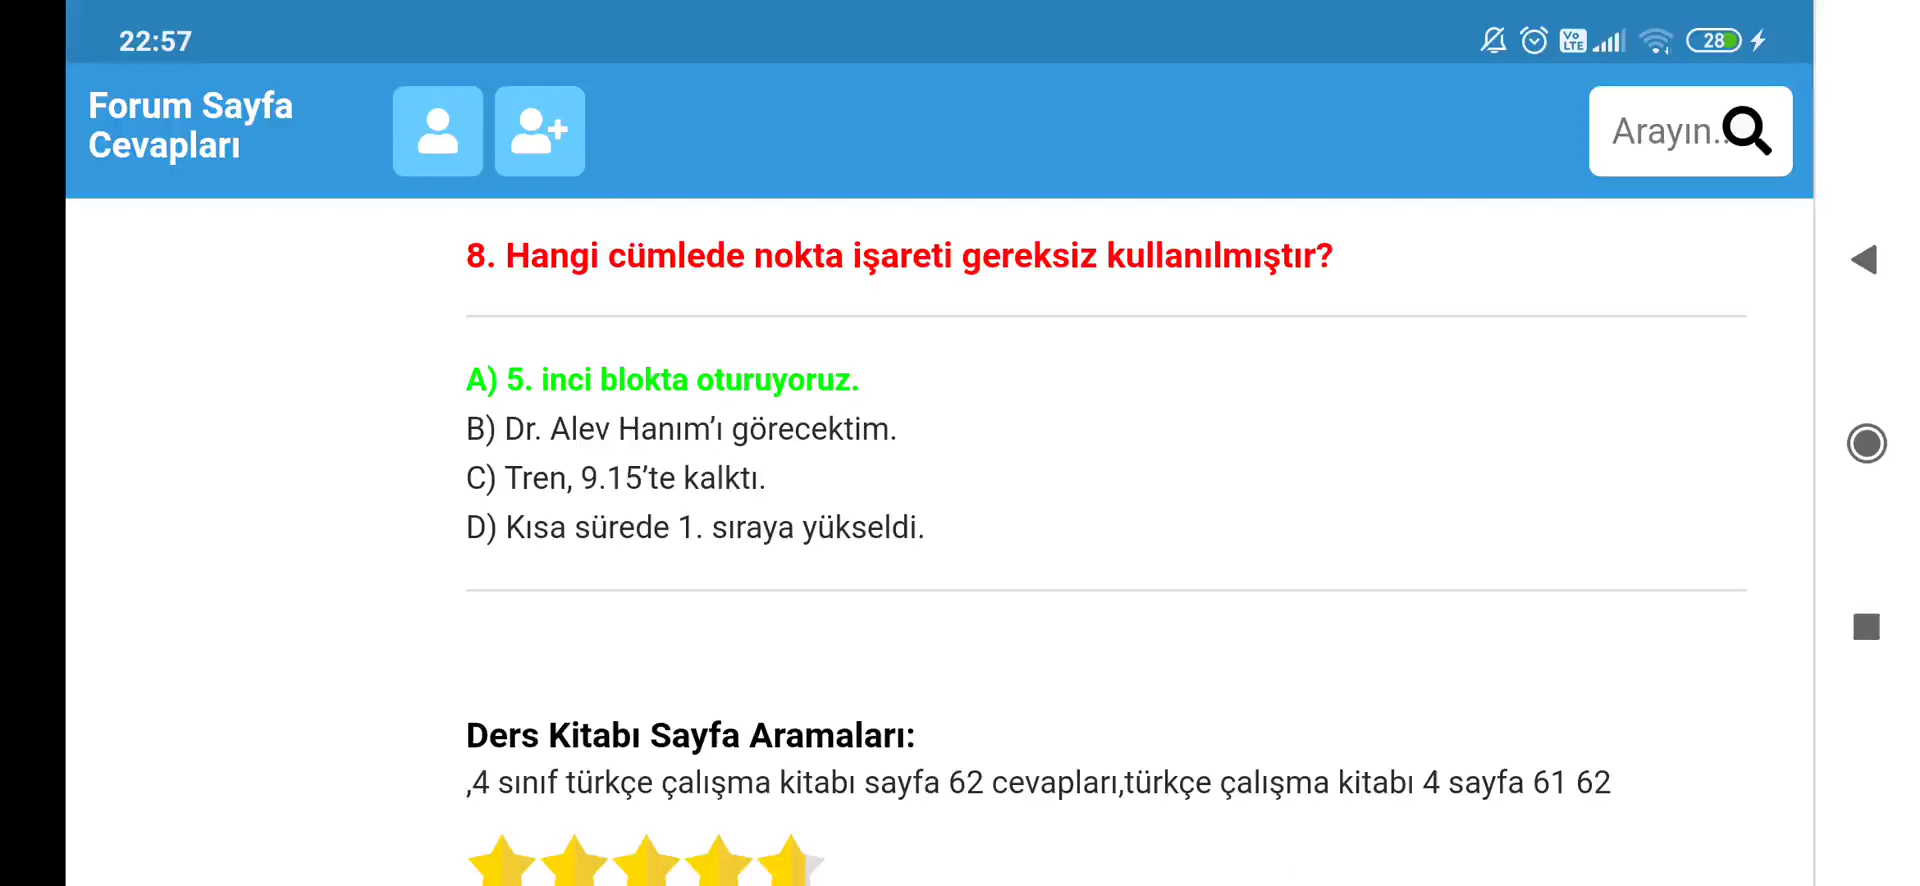 22:57
Vo LTE
28
Forum Sayfa
Cevapları
Arayın..
8. Hangi cümlede nokta işareti gereksiz kullanılmıştır?
A) 5. inci blokta oturuyoruz.
B) Dr. Alev Hanım’ı görecektim.
C) Tren, 9.15’te kalktı.
D) Kısa sürede 1. sıraya yükseldi.
Ders Kitabı Sayfa Aramaları:
,4 sınıf türkçe çalışma kitabı sayfa 62 cevapları,türkçe çalışma kitabı 4 sayfa 61 62